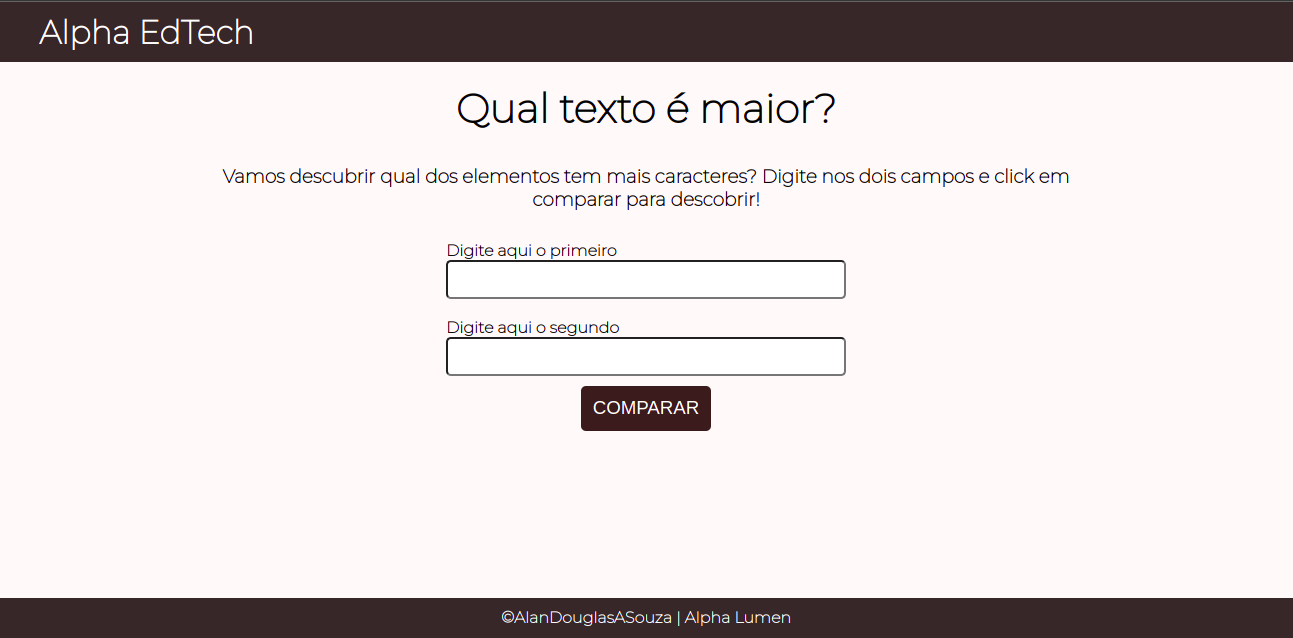 Alpha EdTech
Qual texto é maior?
Vamos descubrir qual dos elementos tem mais caracteres? Digite nos dois campos e click em
comparar para descobrir!
Digite aqui o primeiro
Digite aqui o segundo
COMPARAR
©AlanDouglasASouza | Alpha Lumen